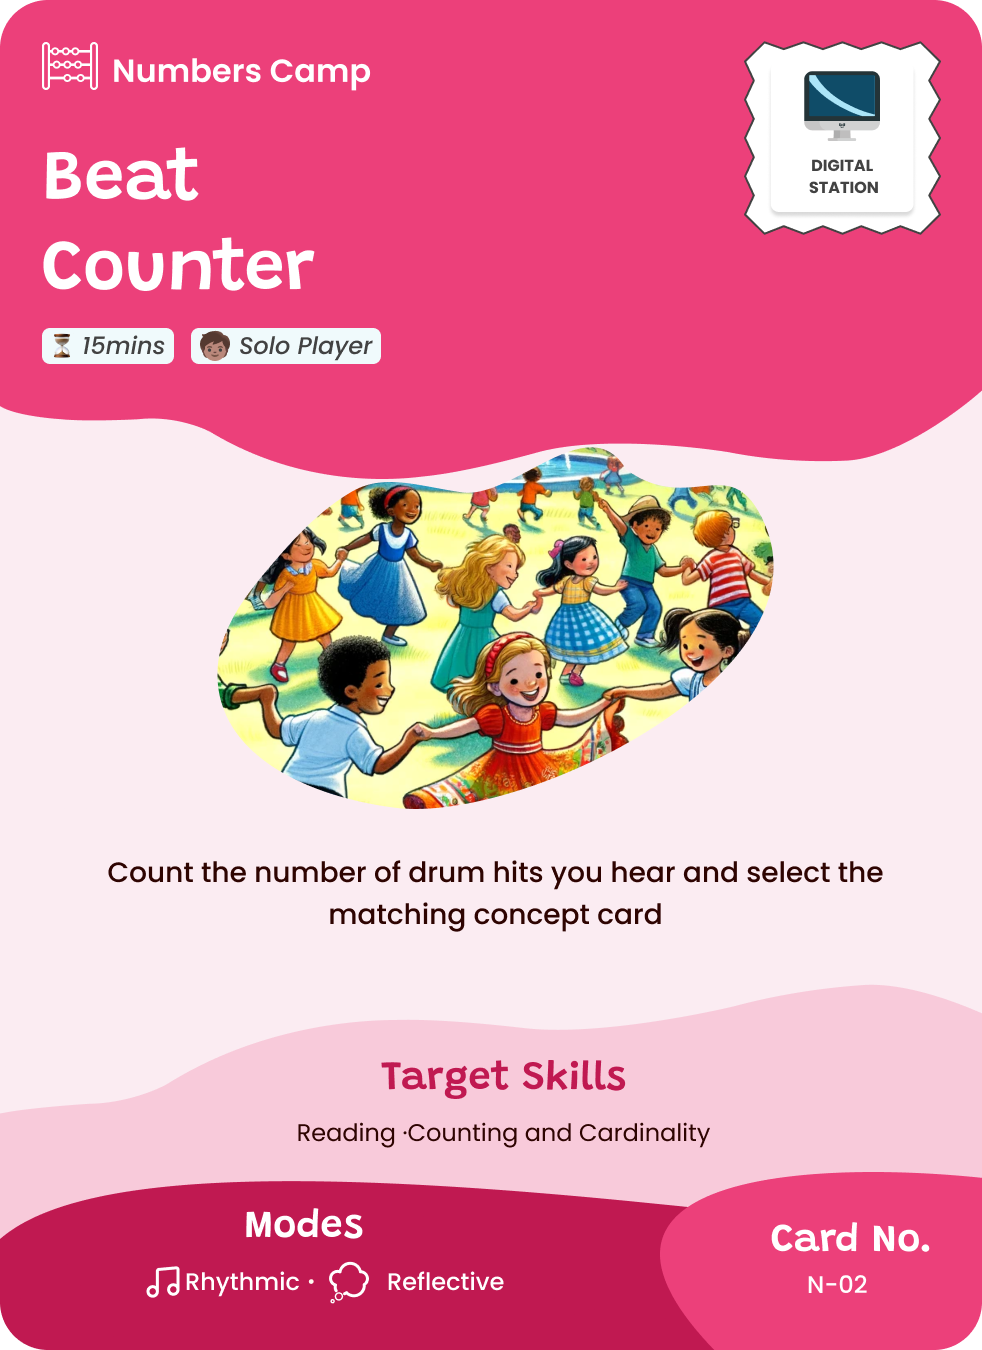 Numbers Camp
DIGITAL
STATION
Beat
Counter
15mins
Solo Player
Count the number of drum hits you hear and select the
matching concept card
Target Skills
Reading ·Counting and Cardinality
Modes
Rhythmic · Reflective
Card No.
N-02